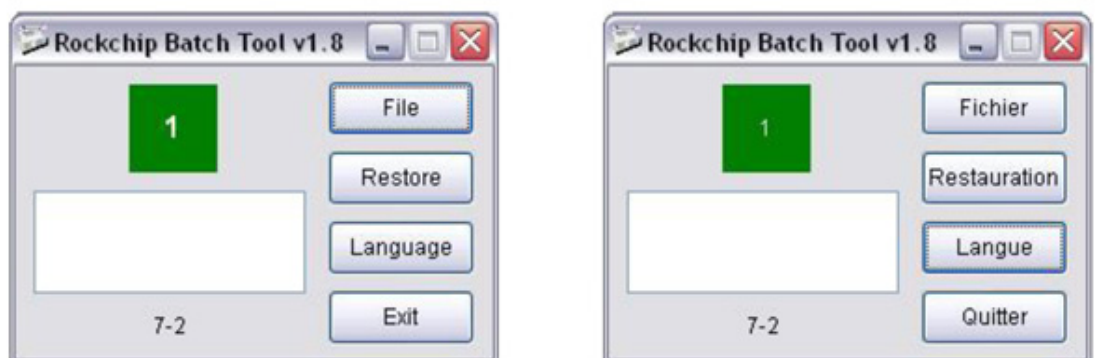 Rockchip Batch Tool v1.8
1
File
Restore
Language
7-2
Exit
Rockchip Batch Tool v1.8
1
Fichier
Restauration
Langue
7-2
Quitter